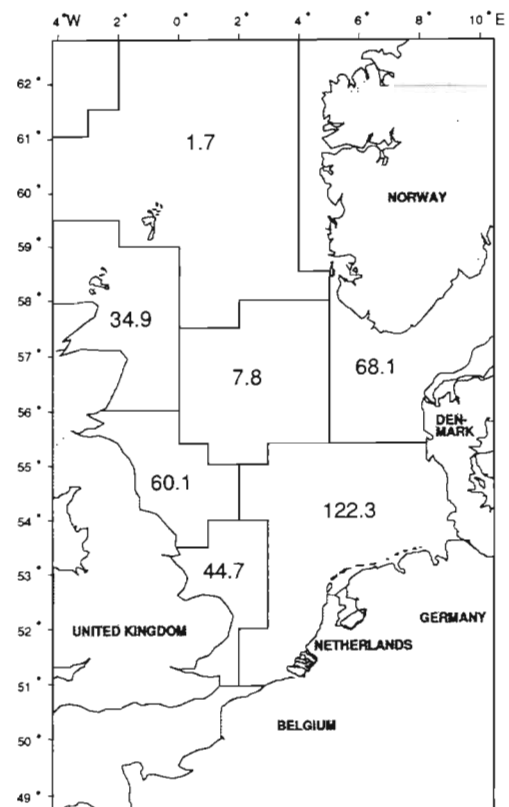 4°W 2° 0° 2° 4° 6° 8° 10° E
62°
61°
1.7
60°
NORWAY
59°
58°
34.9
57°
7.8
68.1
56°
DEN-
MARK
55°
60.1
54°
122.3
53°
44.7
GERMANY
52°
UNITED KINGDOM
NETHERLANDS
51°
BELGIUM
50°
49°